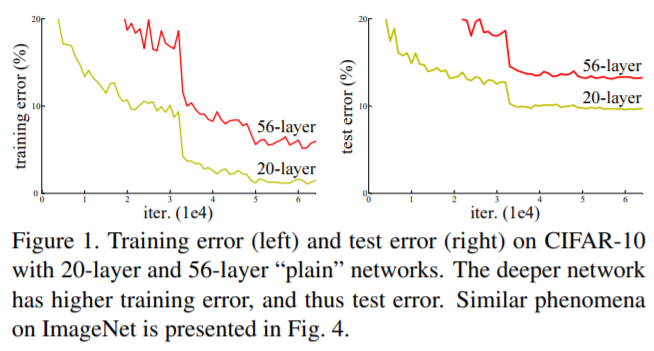 20
10
0
training error (%)
56-layer
20-layer
0 1 2 3 4 5 6
iter. (1e4)
20
10
0
test error (%)
56-layer
20-layer
0 1 2 3 4 5 6
iter. (1e4)
Figure 1. Training error (left) and test error (right) on CIFAR-10
with 20-layer and 56-layer “plain” networks. The deeper network
has higher training error, and thus test error. Similar phenomena
on ImageNet is presented in Fig. 4.